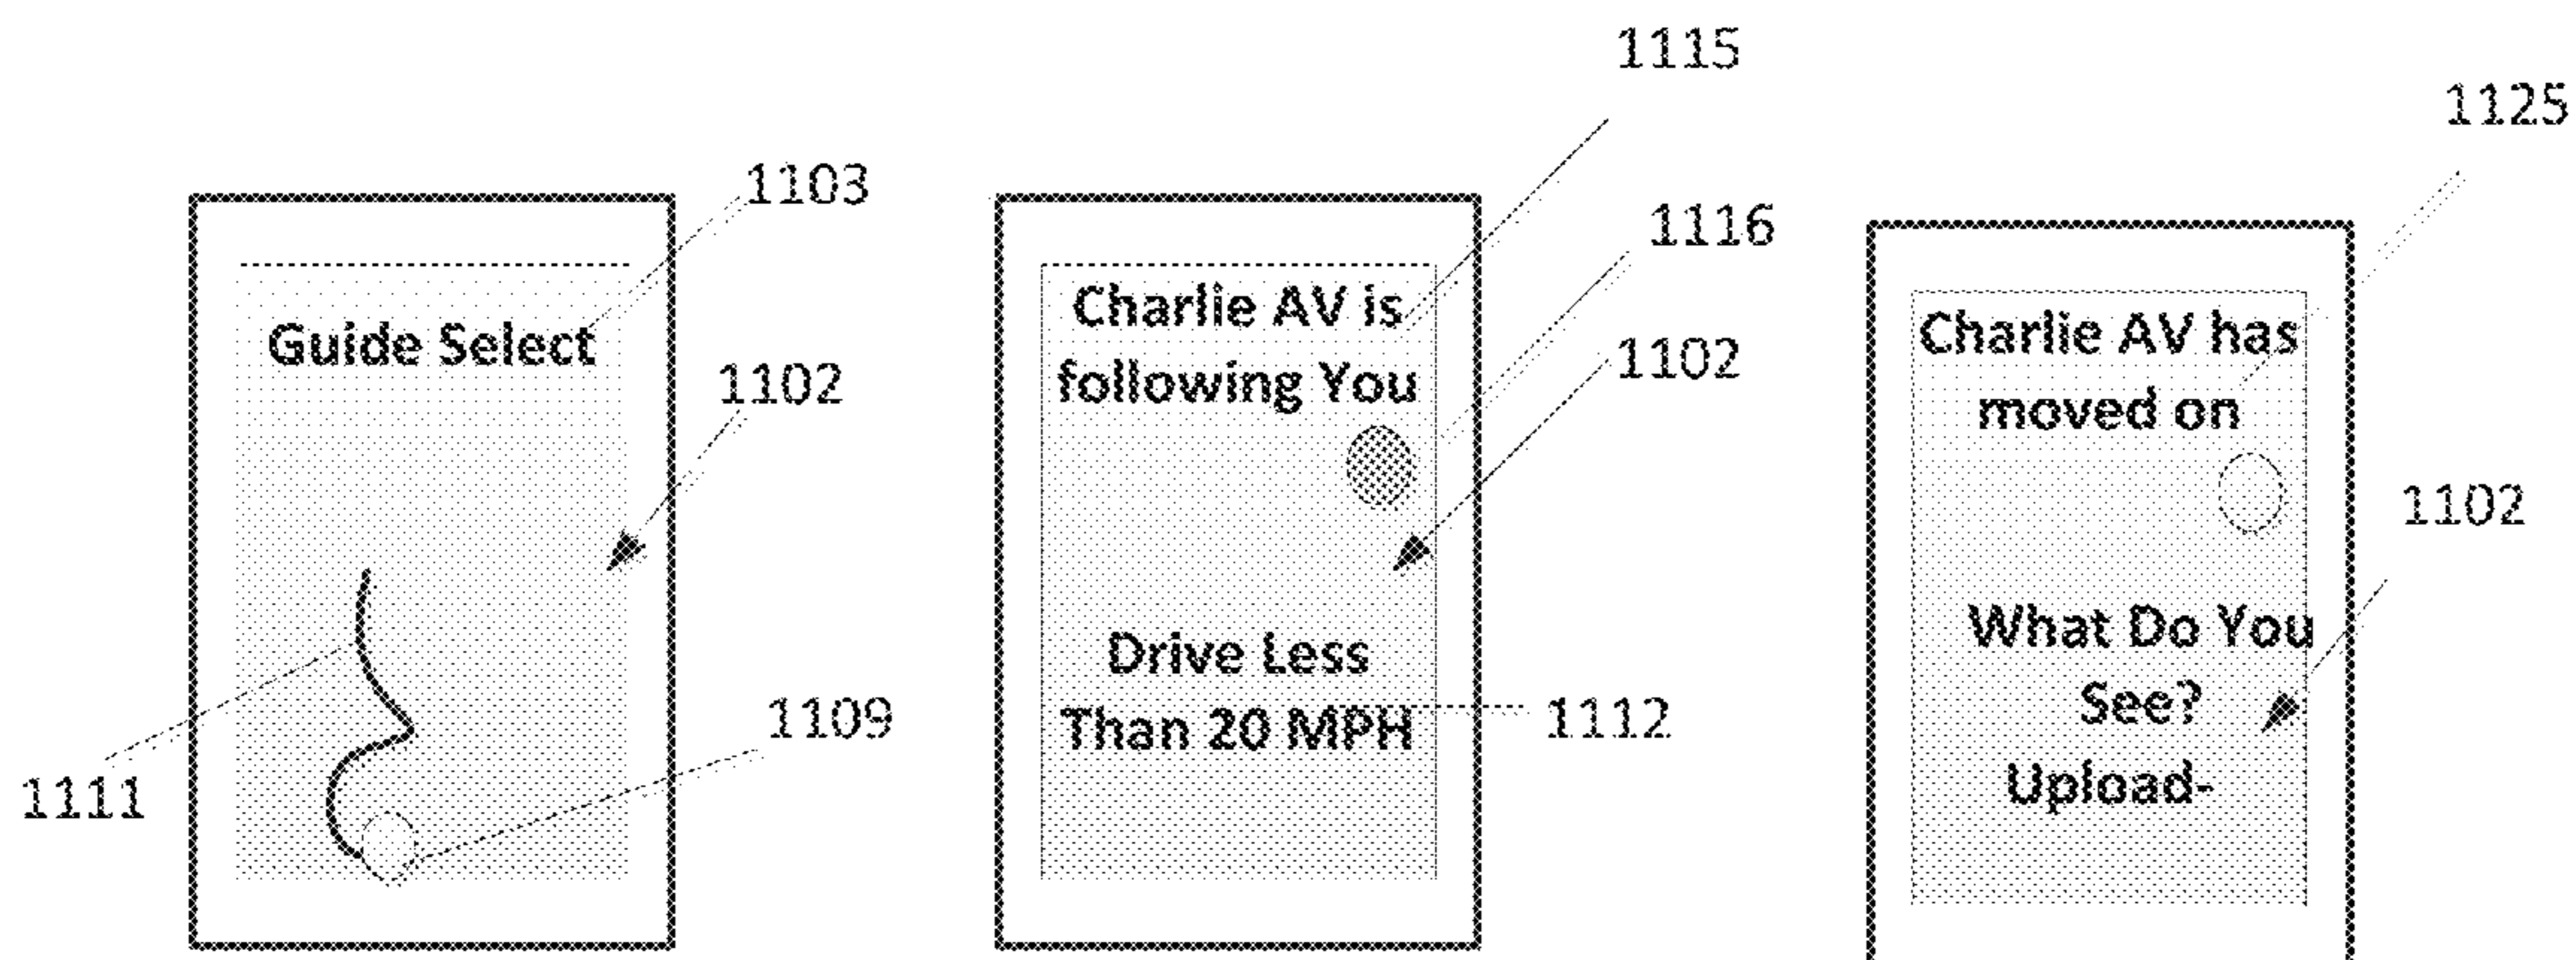 1103
Guide Select
1102
1111
1109
1115
1116
Charlie AV is
following You
1102
Drive Less
Than 20 MPH
1112
1125
Charlie AV has
moved on
1102
What Do You
See?
Upload-